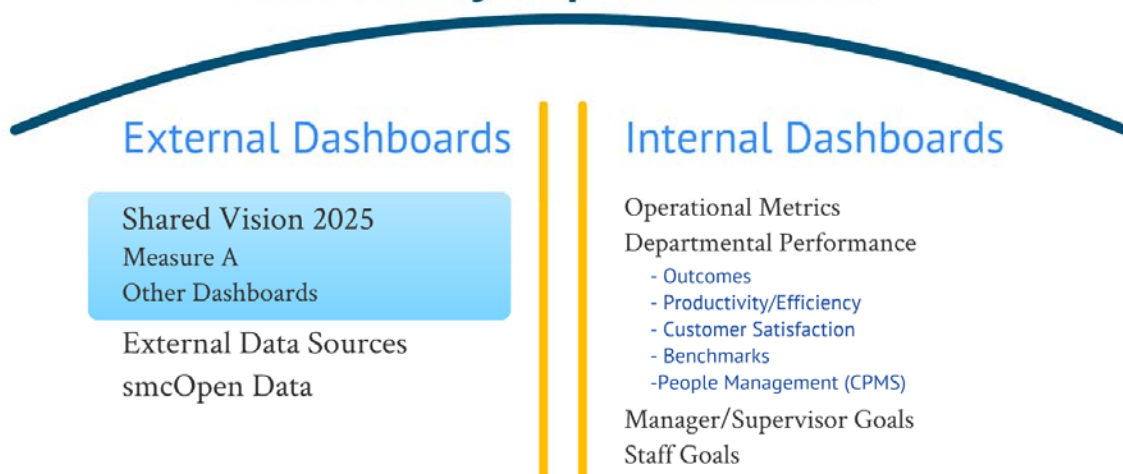 External Dashboards
Shared Vision 2025
Measure A
Other Dashboards
External Data Sources
smcOpen Data
Internal Dashboards
Operational Metrics
Departmental Performance
- Outcomes
- Productivity/Efficiency
- Customer Satisfaction
- Benchmarks
-People Management (CPMS)
Manager/Supervisor Goals
Staff Goals